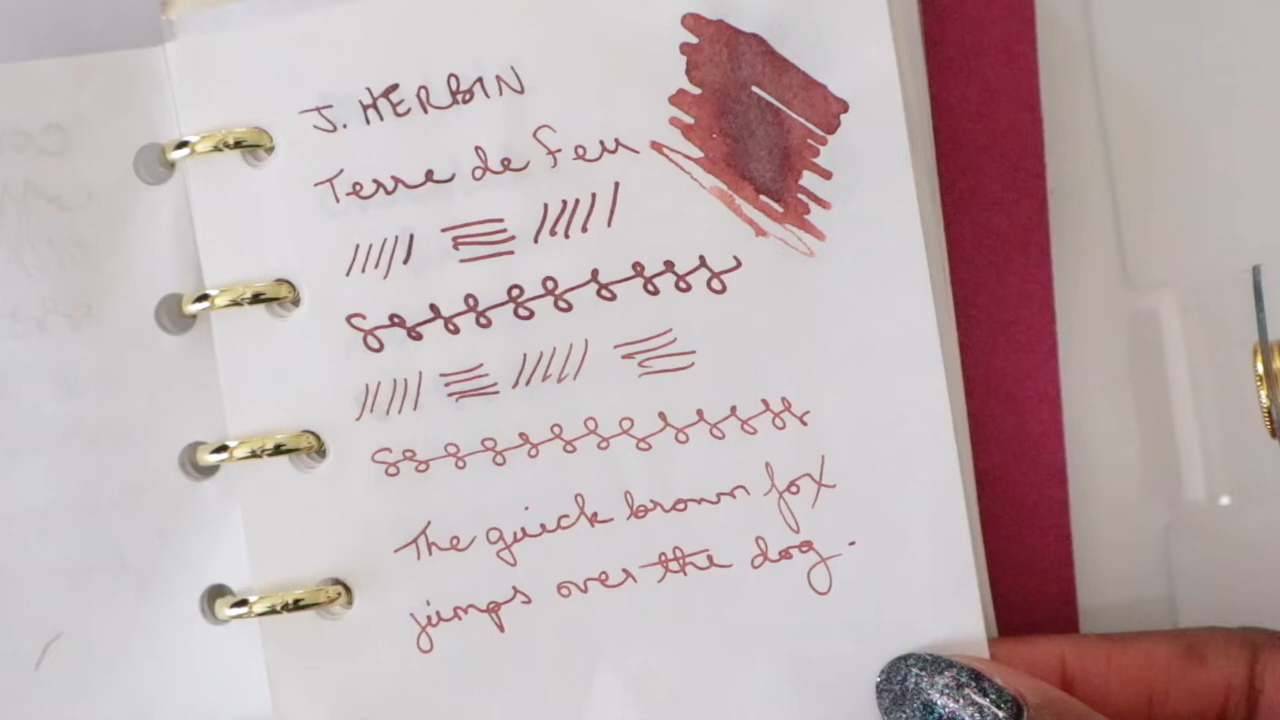 J. HERBIN
Terre de feu
The quick brown fox
jumps over the dog.